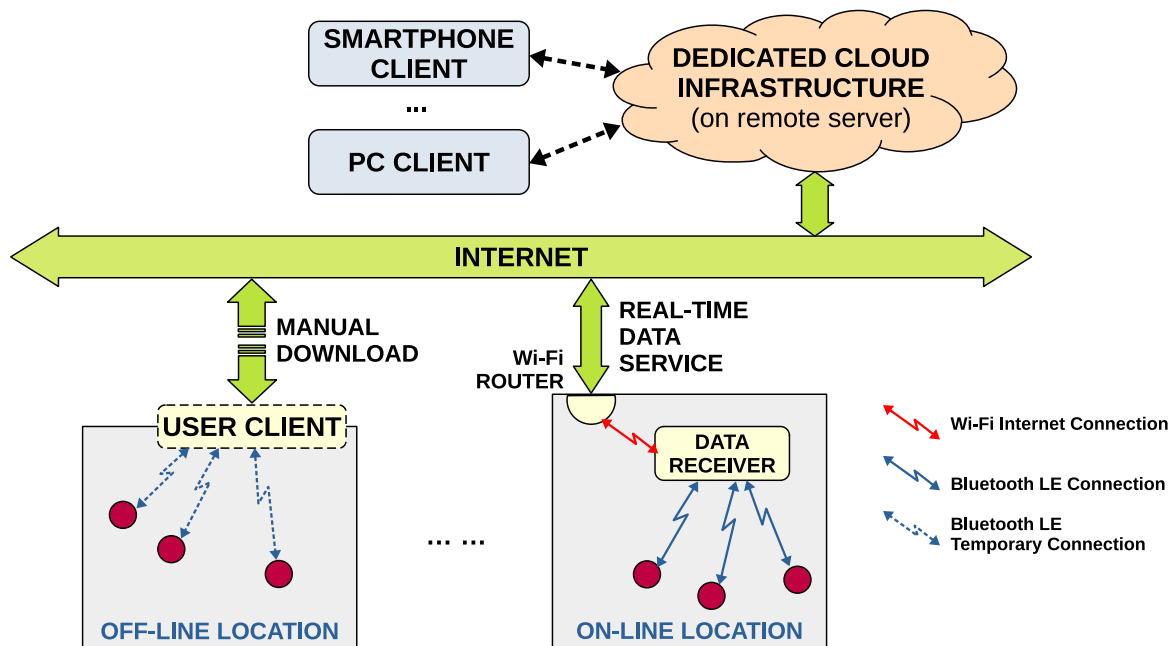 SMARTPHONE
CLIENT
...
PC CLIENT
DEDICATED CLOUD
INFRASTRUCTURE
(on remote server)
INTERNET
MANUAL
DOWNLOAD
REAL-TIME
DATA
SERVICE
Wi-Fi
ROUTER
USER CLIENT
DATA
RECEIVER
... ...
OFF-LINE LOCATION
ON-LINE LOCATION
Wi-Fi Internet Connection
Bluetooth LE Connection
Bluetooth LE
Temporary Connection